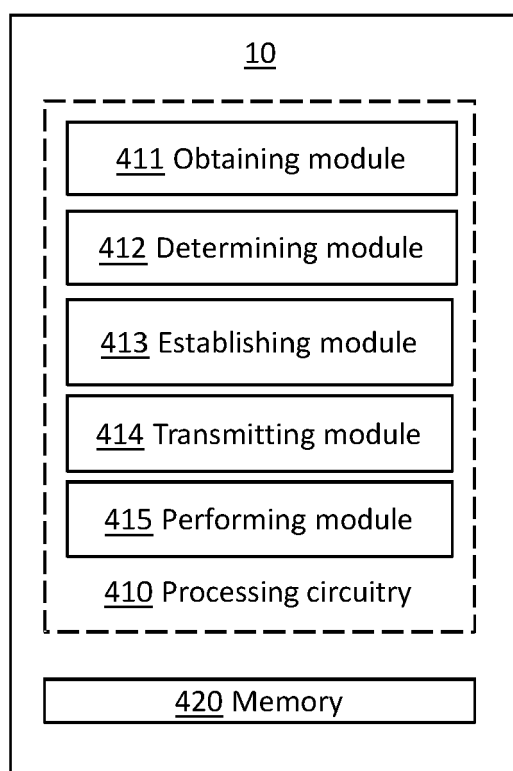 10
411 Obtaining module
412 Determining module
413 Establishing module
414 Transmitting module
415 Performing module
410 Processing circuitry
420 Memory